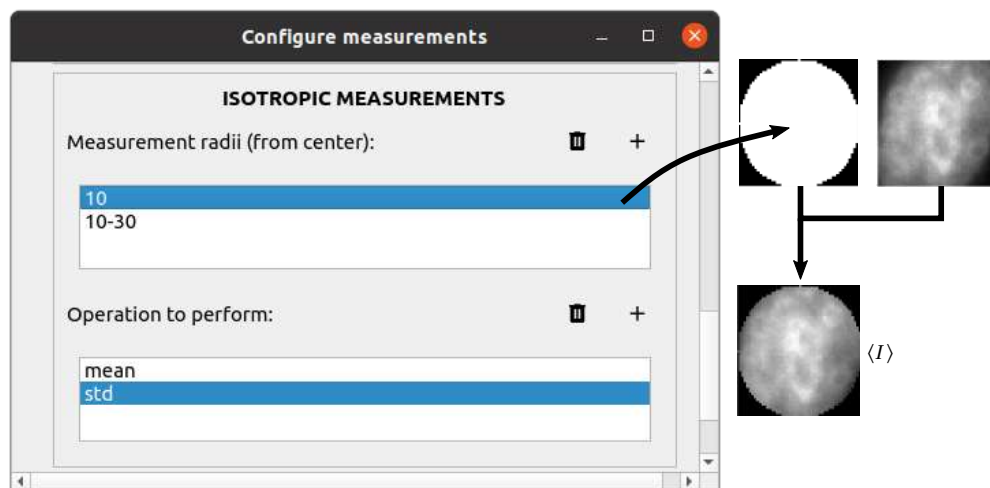 Configure measurements
ISOTROPIC MEASUREMENTS
Measurement radii (from center):
10
10-30
Operation to perform:
mean
std
⟨I⟩